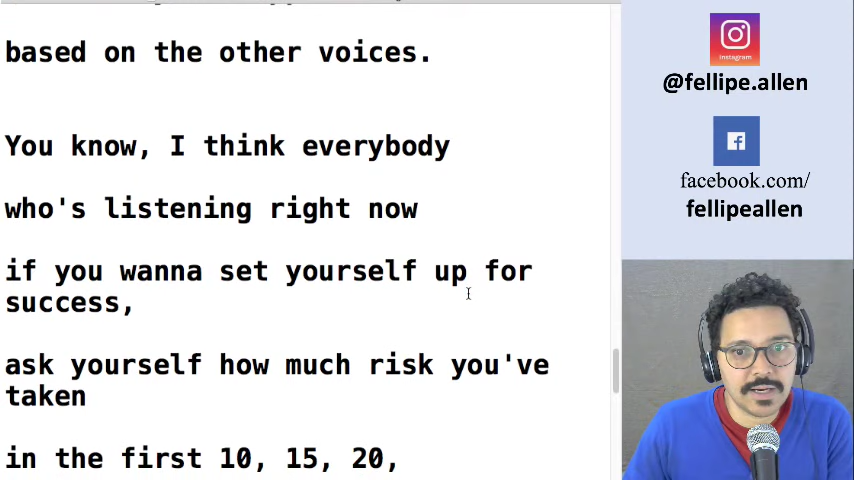 based on the other voices.
You know, I think everybody
who's listening right now
if you wanna set yourself up for
success,
ask yourself how much risk you've
taken
in the first 10, 15, 20,
Instagram
@fellipe.allen
facebook.com/
fellipeallen